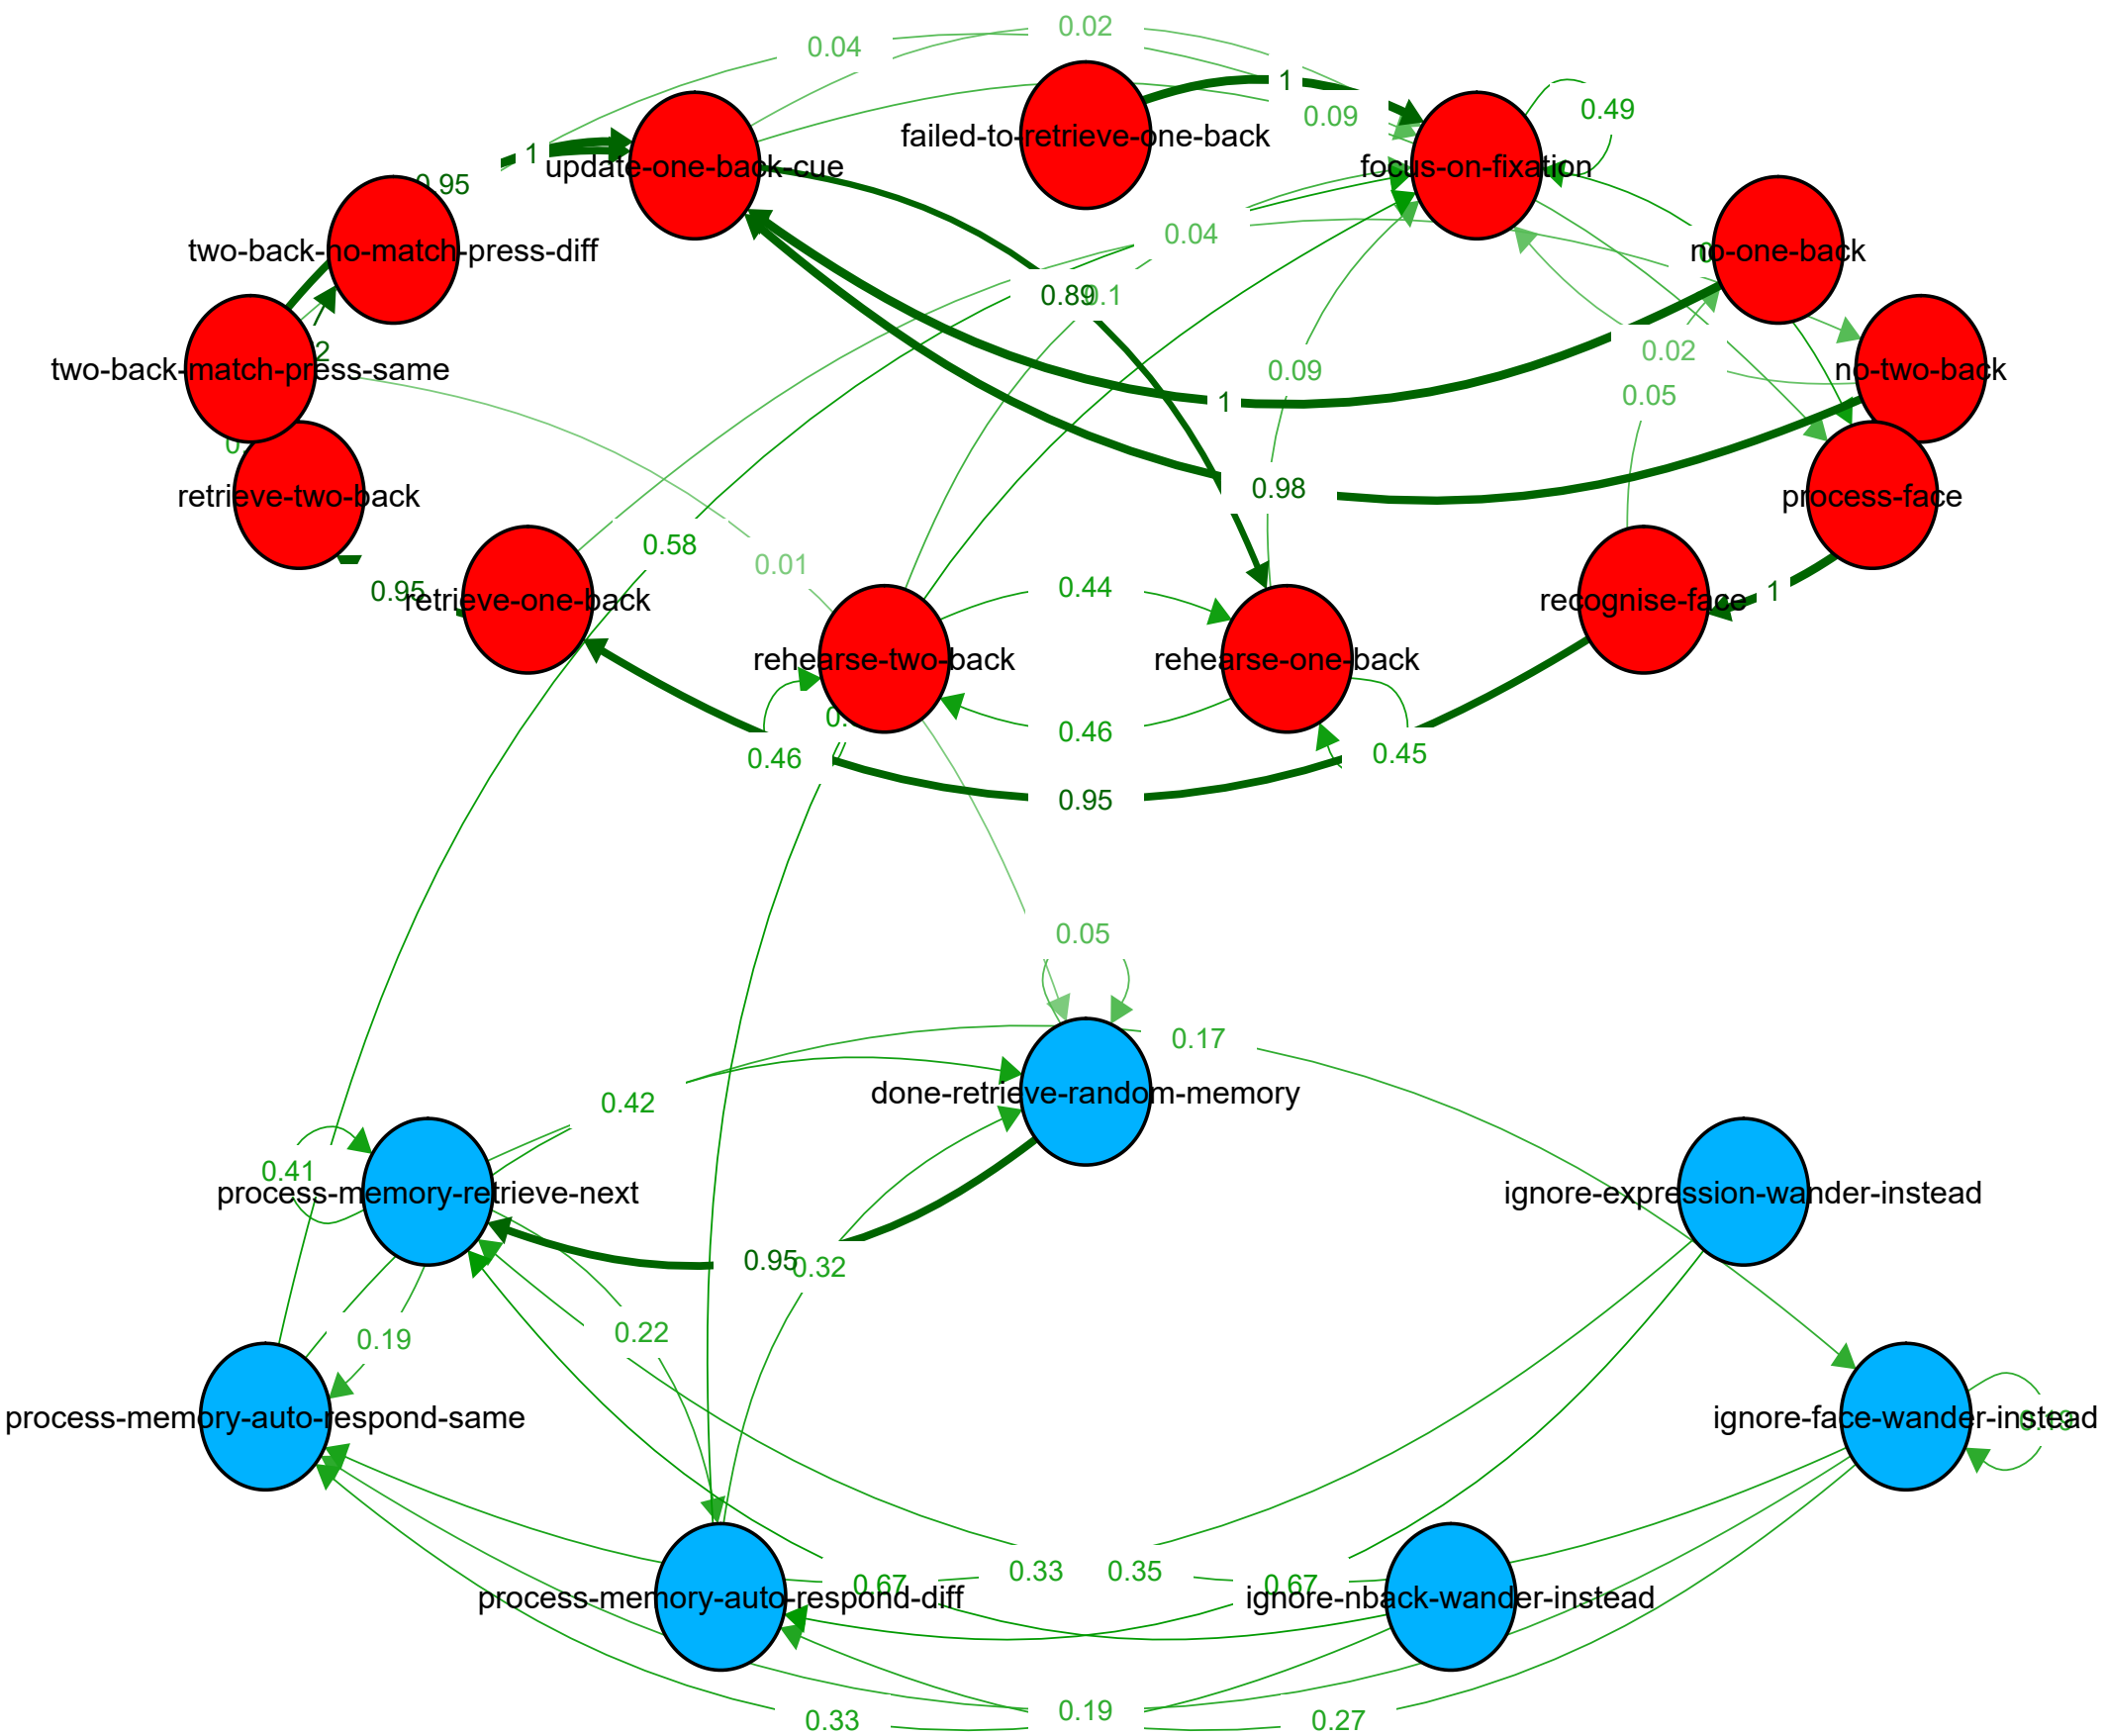 0.02
0.04
1
0.49
0.09
failed-to-retrieve-one-back
1
update-one-back-cue
focus-on-fixation
0.95
two-back-no-match-press-diff
0.04
no-one-back
0.89
0.1
two-back-match-press-same
0.09
0.02
no-two-back
0.05
1
retrieve-two-back
0.98
process-face
0.58
0.01
0.95
retrieve-one-back
0.44
recognise-face
1
rehearse-two-back
rehearse-one-back
0.46
0.46
0.45
0.95
0.05
0.17
done-retrieve-random-memory
0.42
0.41
process-memory-retrieve-next
ignore-expression-wander-instead
0.95
0.32
0.19
0.22
process-memory-auto-respond-same
ignore-face-wander-instead
0.67
0.33
0.35
0.67
process-memory-auto-respond-diff
ignore-nback-wander-instead
0.33
0.19
0.27